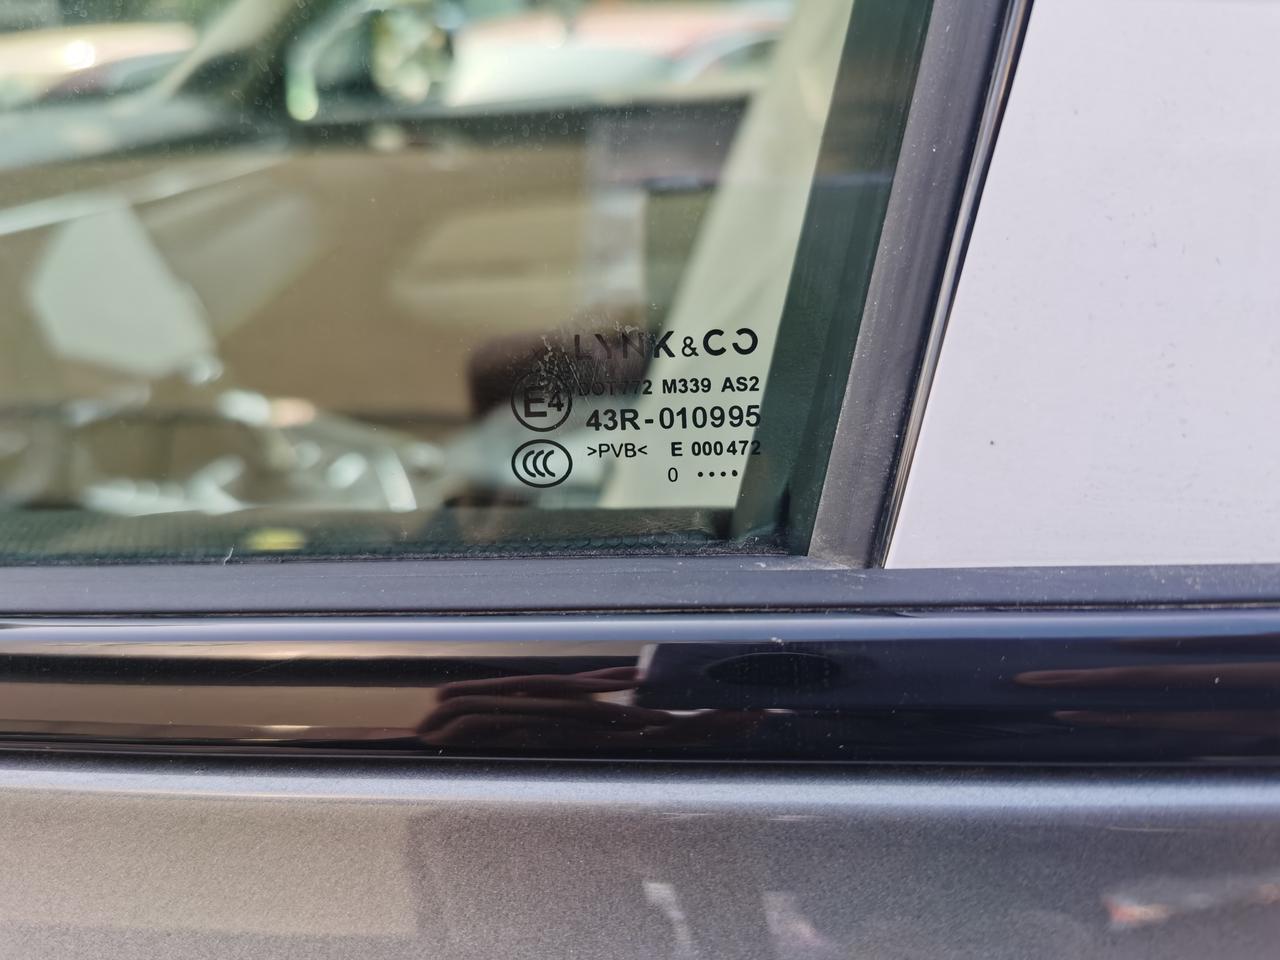 LYNK & CO
E4 DOT772 M339 AS2
43R-010995
>PVB< E 000472
CCC 0 ••••